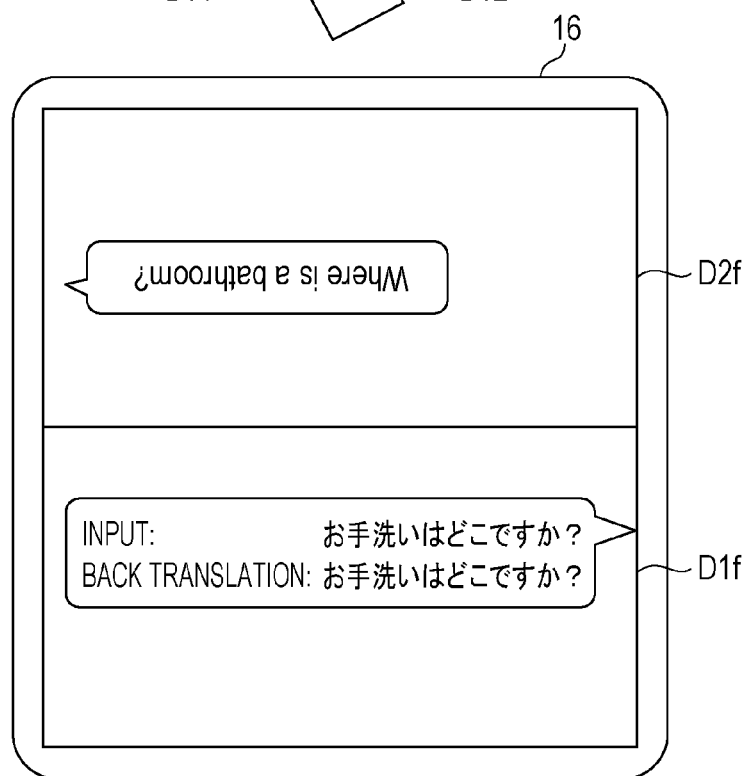 16
Where is a bathroom?
D2f
INPUT: お手洗いはどこですか?
BACK TRANSLATION: お手洗いはどこですか?
D1f